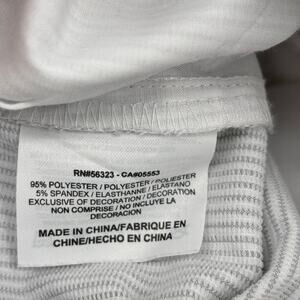 RN#56323 - CA#05553
95% POLYESTER / POLYESTER / POLIESTER
5% SPANDEX / ELASTHANNE / ELASTANO
EXCLUSIVE OF DECORATION / DECORATION
NON COMPRISE / NO INCLUYE LA
DECORACION
MADE IN CHINA/FABRIQUE EN
CHINE/HECHO EN CHINA